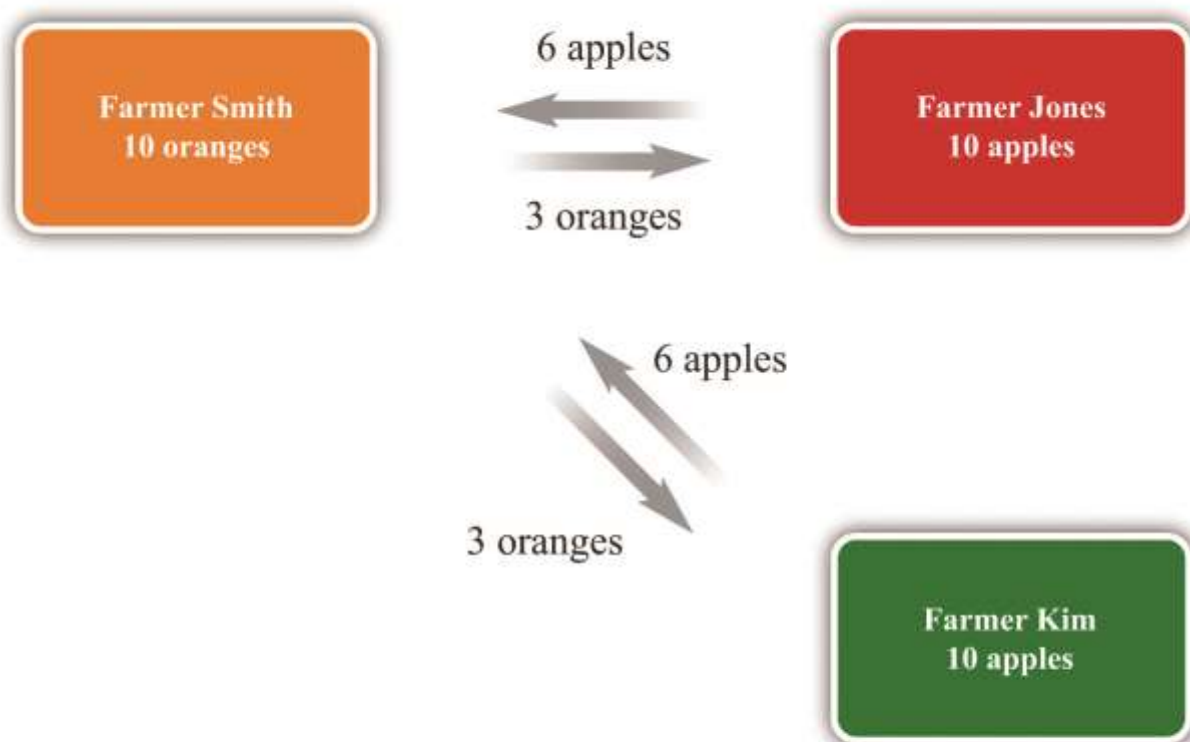 6 apples
Farmer Smith
10 oranges
Farmer Jones
10 apples
3 oranges
6 apples
3 oranges
Farmer Kim
10 apples